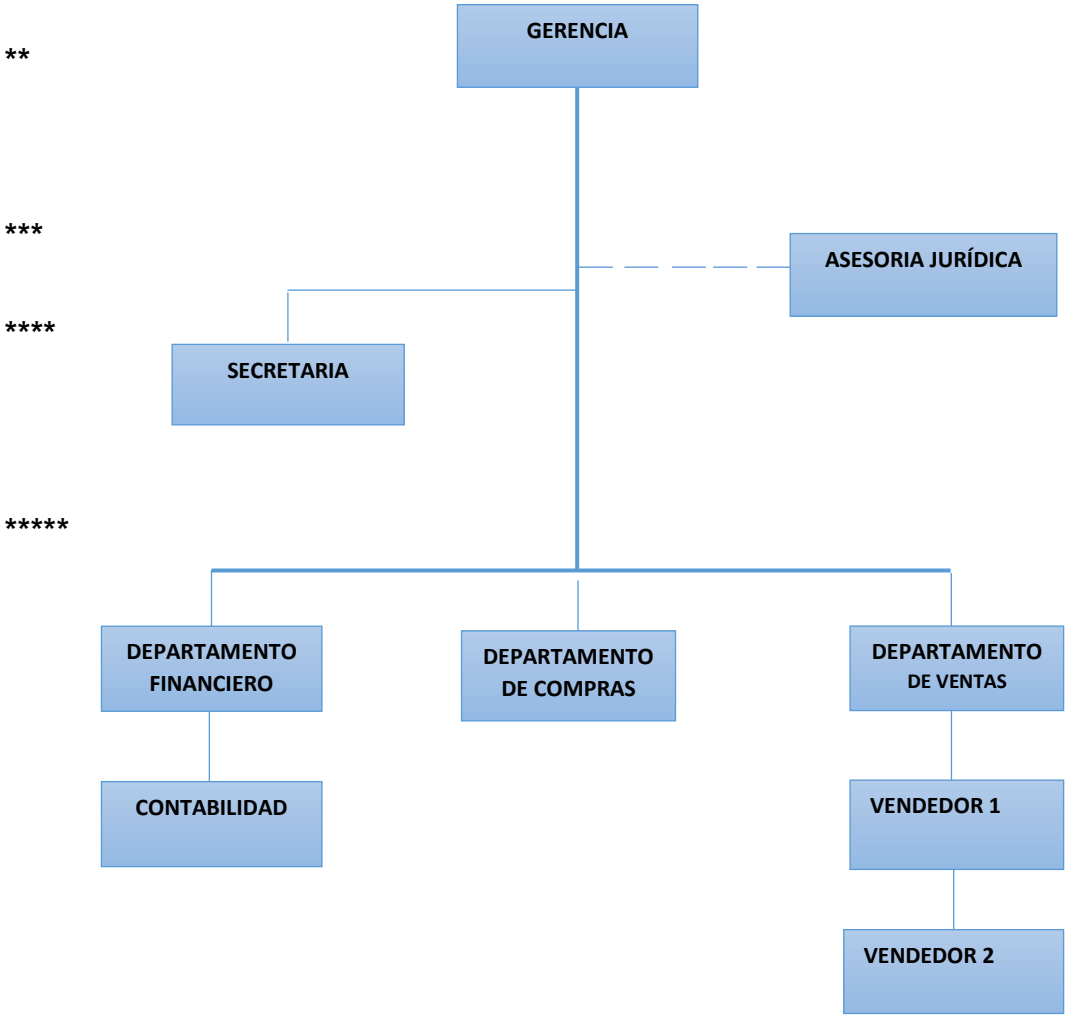 GERENCIA
**
***
ASESORIA JURÍDICA
****
SECRETARIA
*****
DEPARTAMENTO
FINANCIERO
DEPARTAMENTO
DE COMPRAS
DEPARTAMENTO
DE VENTAS
CONTABILIDAD
VENDEDOR 1
VENDEDOR 2